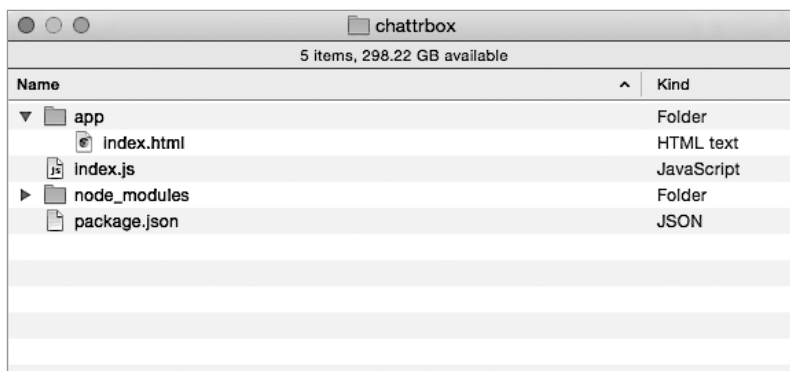 chattrbox
5 items, 298.22 GB available
Name Kind
app Folder
index.html HTML text
index.js JavaScript
node_modules Folder
package.json JSON